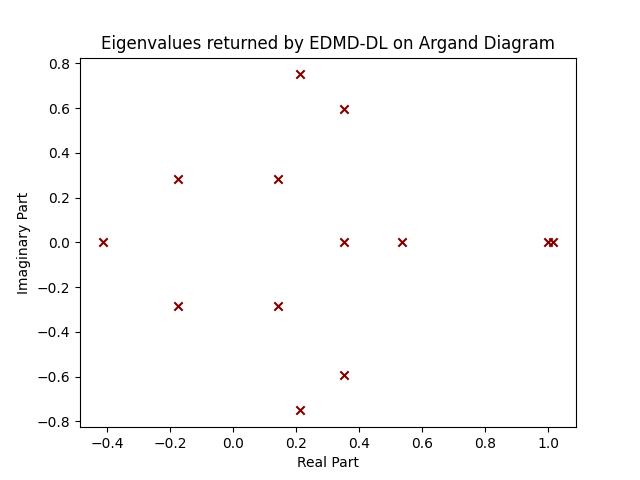 Eigenvalues returned by EDMD-DL on Argand Diagram
0.8
0.6
0.4
0.2
0.0
−0.2
−0.4
−0.6
−0.8
Imaginary Part
−0.4 −0.2 0.0 0.2 0.4 0.6 0.8 1.0
Real Part